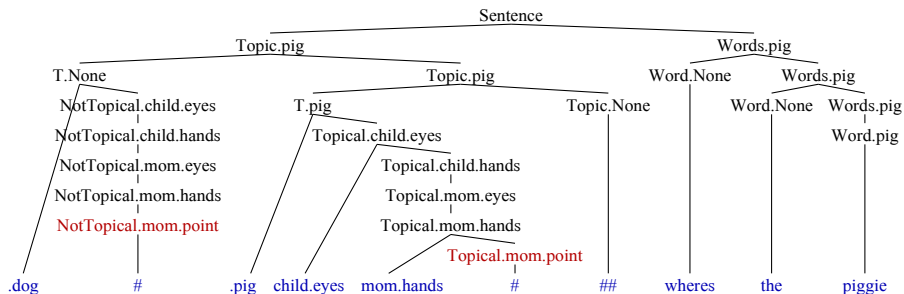 Sentence
Topic.pig Words.pig
T.None Topic.pig Word.None Words.pig
NotTopical.child.eyes T.pig Topic.None Word.None Words.pig
NotTopical.child.hands Topical.child.eyes Word.pig
NotTopical.mom.eyes Topical.child.hands
NotTopical.mom.hands Topical.mom.eyes
NotTopical.mom.point Topical.mom.hands
Topical.mom.point
.dog # .pig child.eyes mom.hands # ## wheres the piggie